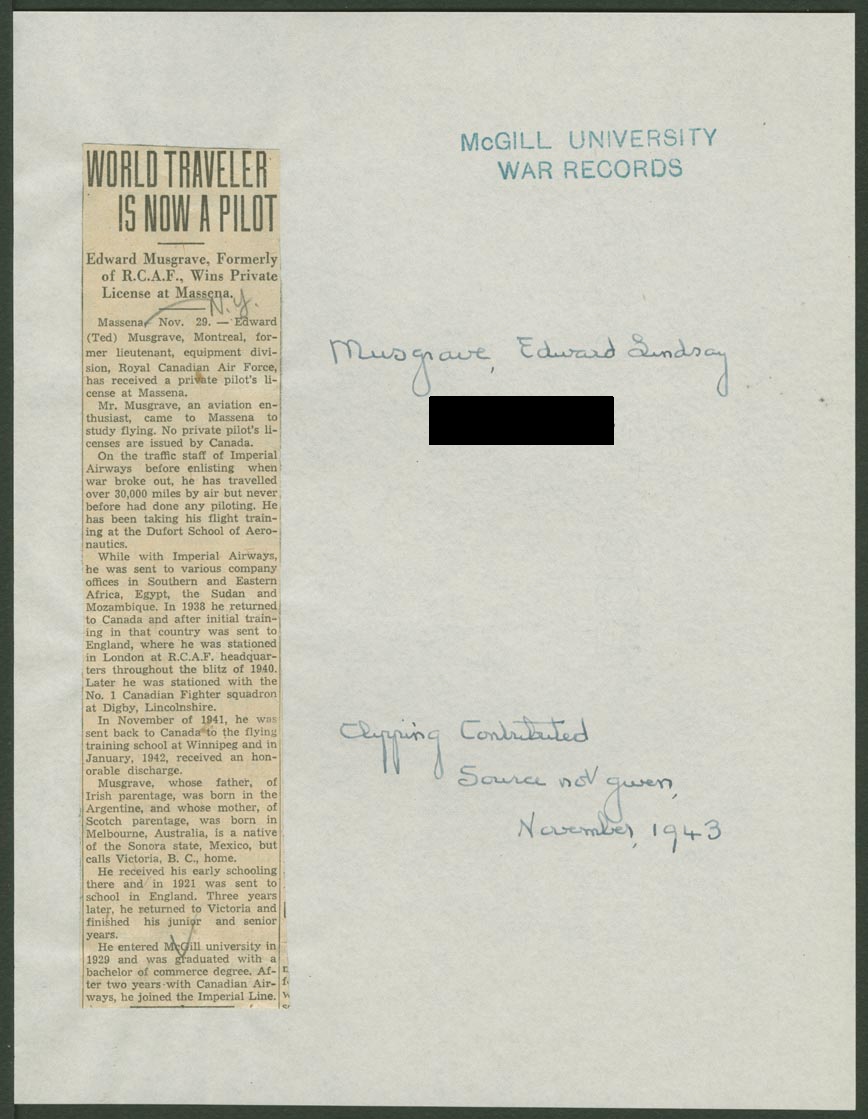 McGILL UNIVERSITY
WAR RECORDS
WORLD TRAVELER
IS NOW A PILOT
Edward Musgrave, Formerly
of R.C.A.F., Wins Private
License at Massena.
N.Y.
Massena, Nov. 29. — Edward
(Ted) Musgrave, Montreal, for-
mer lieutenant, equipment divi-
sion, Royal Canadian Air Force,
has received a private pilot's li-
cense at Massena.
Mr. Musgrave, an aviation en-
thusiast, came to Massena to
study flying. No private pilot's li-
censes are issued by Canada.
On the traffic staff of Imperial
Airways before enlisting when
war broke out, he has travelled
over 30,000 miles by air but never
before had done any piloting. He
has been taking his flight train-
ing at the Dufort School of Aero-
nautics.
While with Imperial Airways,
he was sent to various company
offices in Southern and Eastern
Africa, Egypt, the Sudan and
Mozambique. In 1938 he returned
to Canada and after initial train-
ing in that country was sent to
England, where he was stationed
in London at R.C.A.F. headquar-
ters throughout the blitz of 1940.
Later he was stationed with the
No. 1 Canadian Fighter squadron
at Digby, Lincolnshire.
In November of 1941, he was
sent back to Canada to the flying
training school at Winnipeg and in
January, 1942, received an hon-
orable discharge.
Musgrave, whose father, of
Irish parentage, was born in the
Argentine, and whose mother, of
Scotch parentage, was born in
Melbourne, Australia, is a native
of the Sonora state, Mexico, but
calls Victoria, B. C., home.
He received his early schooling
there and in 1921 was sent to
school in England. Three years
later, he returned to Victoria and
finished his junior and senior
years.
He entered McGill university in
1929 and was graduated with a
bachelor of commerce degree. Af-
ter two years with Canadian Air-
ways, he joined the Imperial Line.
Musgrave, Edward Lindsay
Clipping Contributed
Source not given,
November, 1943